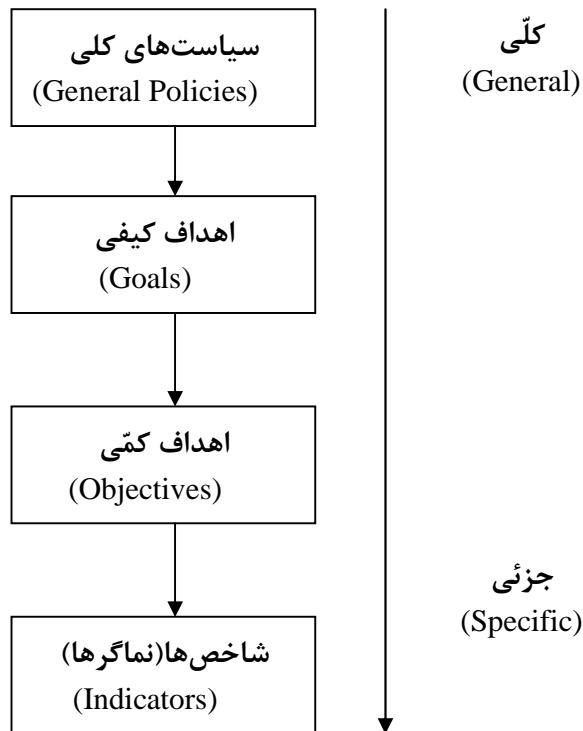 سیاست‌های کلی
(General Policies)
کلّی
(General)
اهداف کیفی
(Goals)
اهداف کمّی
(Objectives)
جزئی
(Specific)
شاخص‌ها(نماگرها)
(Indicators)